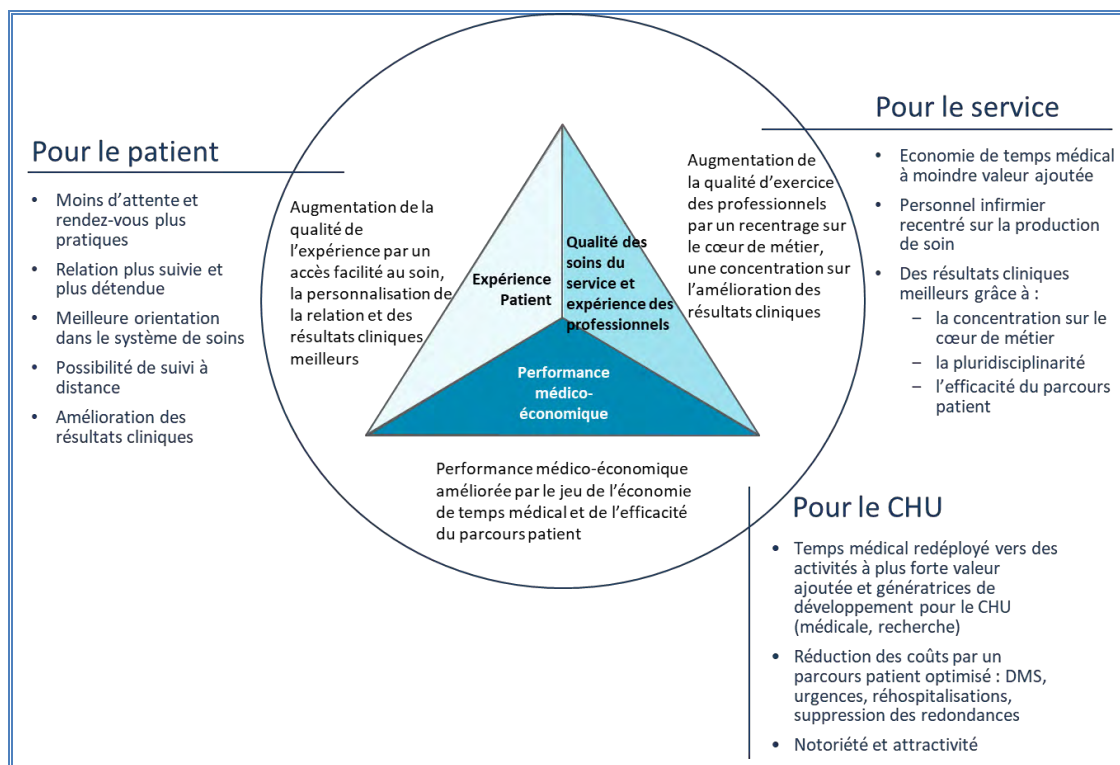 Pour le patient
• Moins d’attente et
rendez-vous plus
pratiques
• Relation plus suivie et
plus détendue
• Meilleure orientation
dans le système de soins
• Possibilité de suivi à
distance
• Amélioration des
résultats cliniques
Augmentation de la
qualité de
l’expérience par un
accès facilité au soin,
la personnalisation de
la relation et des
résultats cliniques
meilleurs
Expérience
Patient
Qualité des
soins du
service et
expérience des
professionnels
Performance
médico-
économique
Augmentation de
la qualité d’exercice
des professionnels
par un recentrage sur
le cœur de métier,
une concentration sur
l’amélioration des
résultats cliniques
Performance médico-économique
améliorée par le jeu de l’économie
de temps médical et de l’efficacité
du parcours patient
Pour le service
• Economie de temps médical
à moindre valeur ajoutée
• Personnel infirmier
recentré sur la production
de soin
• Des résultats cliniques
meilleurs grâce à :
– la concentration sur le
cœur de métier
– la pluridisciplinarité
– l’efficacité du parcours
patient
Pour le CHU
• Temps médical redéployé vers des
activités à plus forte valeur
ajoutée et génératrices de
développement pour le CHU
(médicale, recherche)
• Réduction des coûts par un
parcours patient optimisé : DMS,
urgences, réhospitalisations,
suppression des redondances
• Notoriété et attractivité